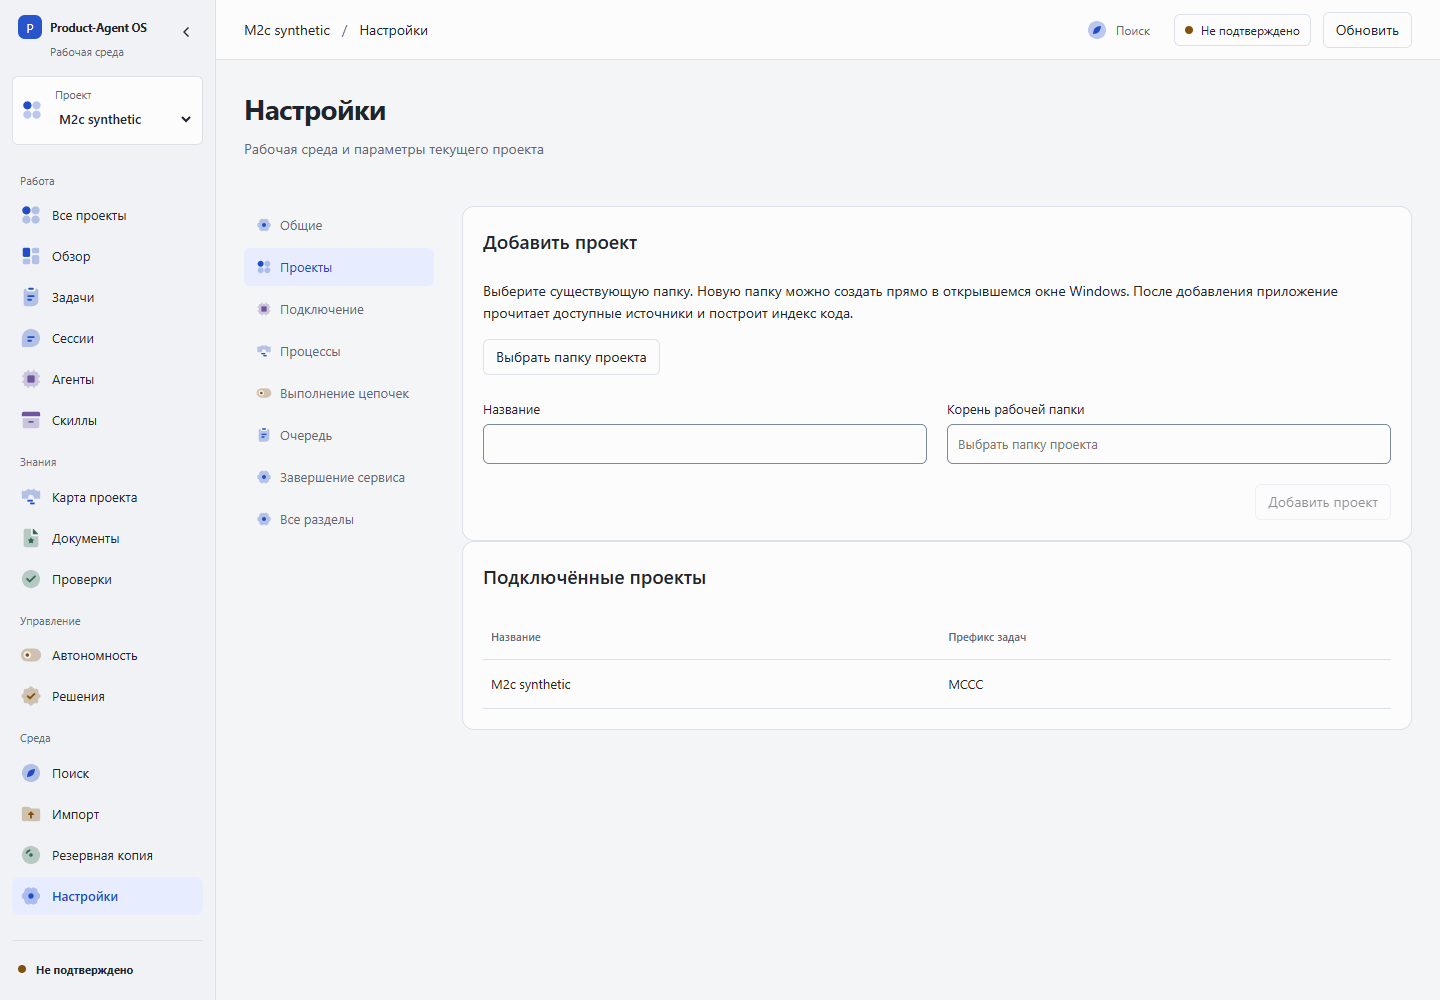 P
Product-Agent OS
Рабочая среда
Проект
M2c synthetic
Работа
Все проекты
Обзор
Задачи
Сессии
Агенты
Скиллы
Знания
Карта проекта
Документы
Проверки
Управление
Автономность
Решения
Среда
Поиск
Импорт
Резервная копия
Настройки
Не подтверждено
M2c synthetic / Настройки
Поиск
Не подтверждено
Обновить
Настройки
Рабочая среда и параметры текущего проекта
Общие
Проекты
Подключение
Процессы
Выполнение цепочек
Очередь
Завершение сервиса
Все разделы
Добавить проект
Выберите существующую папку. Новую папку можно создать прямо в открывшемся окне Windows. После добавления приложение
прочитает доступные источники и построит индекс кода.
Выбрать папку проекта
Название
Корень рабочей папки
Выбрать папку проекта
Добавить проект
Подключённые проекты
Название
Префикс задач
M2c synthetic
MCCC